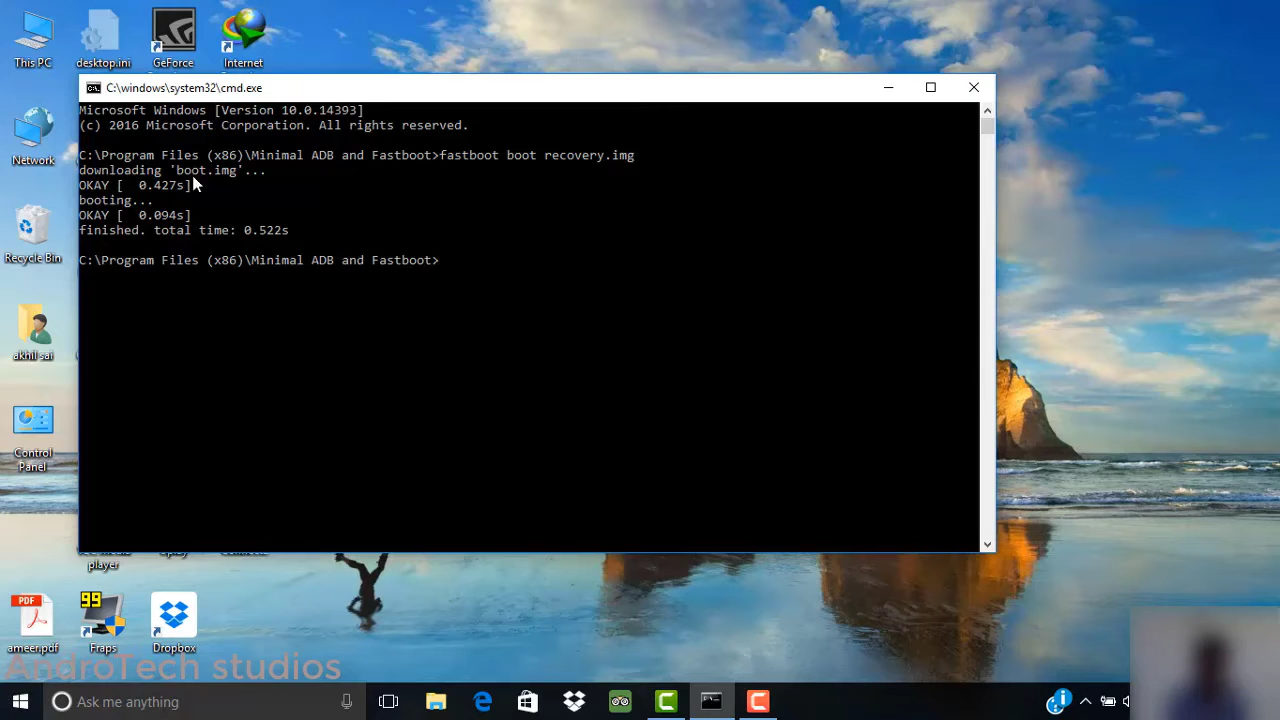 This PC
desktop.ini
GeForce
Internet
C:\windows\system32\cmd.exe
Microsoft Windows [Version 10.0.14393]
(c) 2016 Microsoft Corporation. All rights reserved.
C:\Program Files (x86)\Minimal ADB and Fastboot>fastboot boot recovery.img
downloading 'boot.img'...
OKAY [  0.427s]
booting...
OKAY [  0.094s]
finished. total time: 0.522s
C:\Program Files (x86)\Minimal ADB and Fastboot>
Network
Recycle Bin
akhil sai
Control
Panel
player
PDF
99
ameer.pdf
Fraps
Dropbox
AndroTech studios
Ask me anything